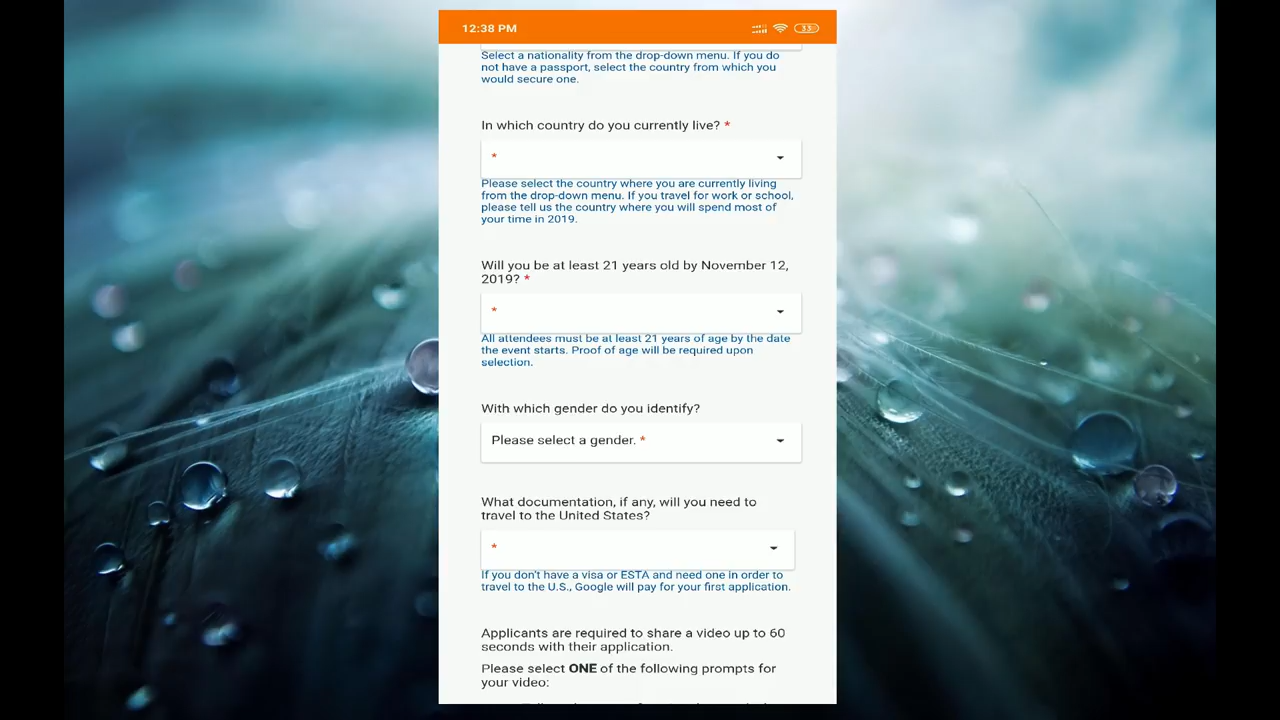 12:38 PM
33
Select a nationality from the drop-down menu. If you do
not have a passport, select the country from which you
would secure one.
In which country do you currently live? *
*
Please select the country where you are currently living
from the drop-down menu. If you travel for work or school,
please tell us the country where you will spend most of
your time in 2019.
Will you be at least 21 years old by November 12,
2019? *
*
All attendees must be at least 21 years of age by the date
the event starts. Proof of age will be required upon
selection.
With which gender do you identify?
Please select a gender. *
What documentation, if any, will you need to
travel to the United States?
*
If you don't have a visa or ESTA and need one in order to
travel to the U.S., Google will pay for your first application.
Applicants are required to share a video up to 60
seconds with their application.
Please select ONE of the following prompts for
your video: